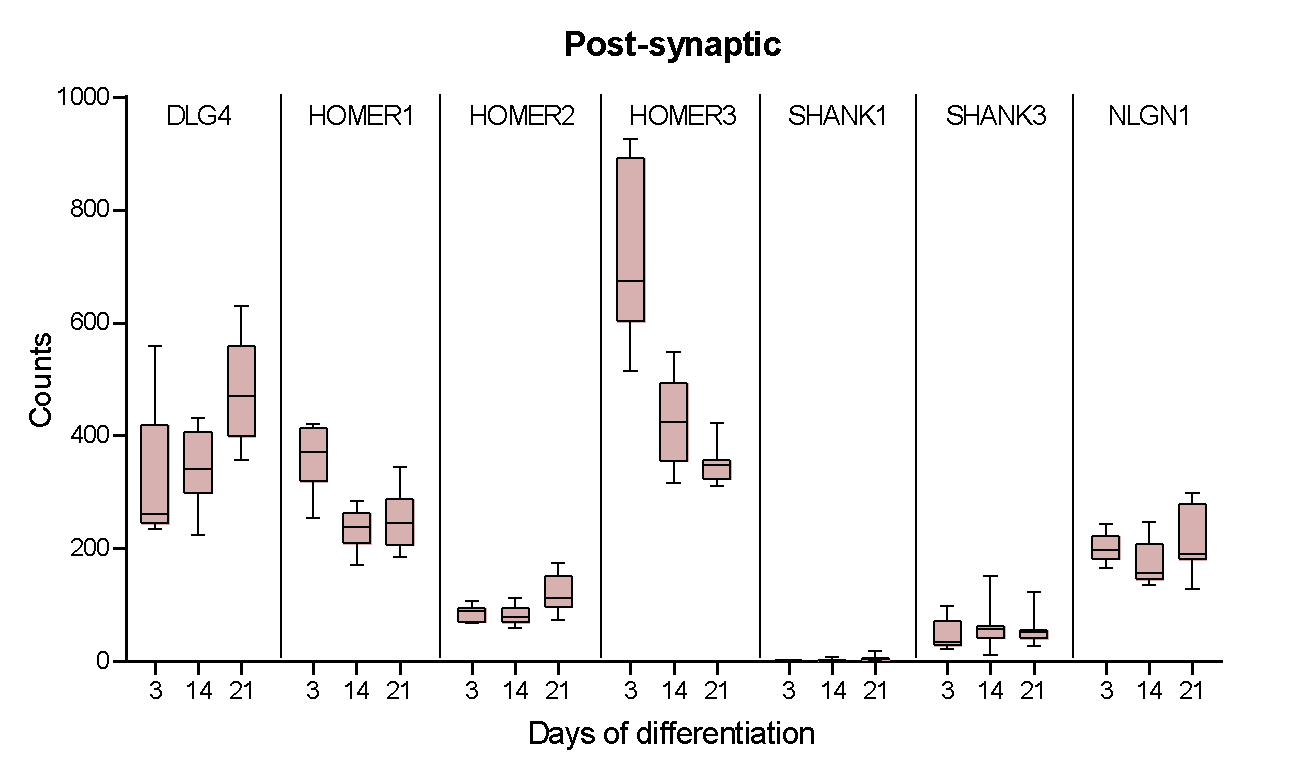 Post-synaptic
1000
DLG4 HOMER1 HOMER2 HOMER3 SHANK1 SHANK3 NLGN1
800
600
Counts
400
200
0
3 14 21 3 14 21 3 14 21 3 14 21 3 14 21 3 14 21 3 14 21
Days of differentiation